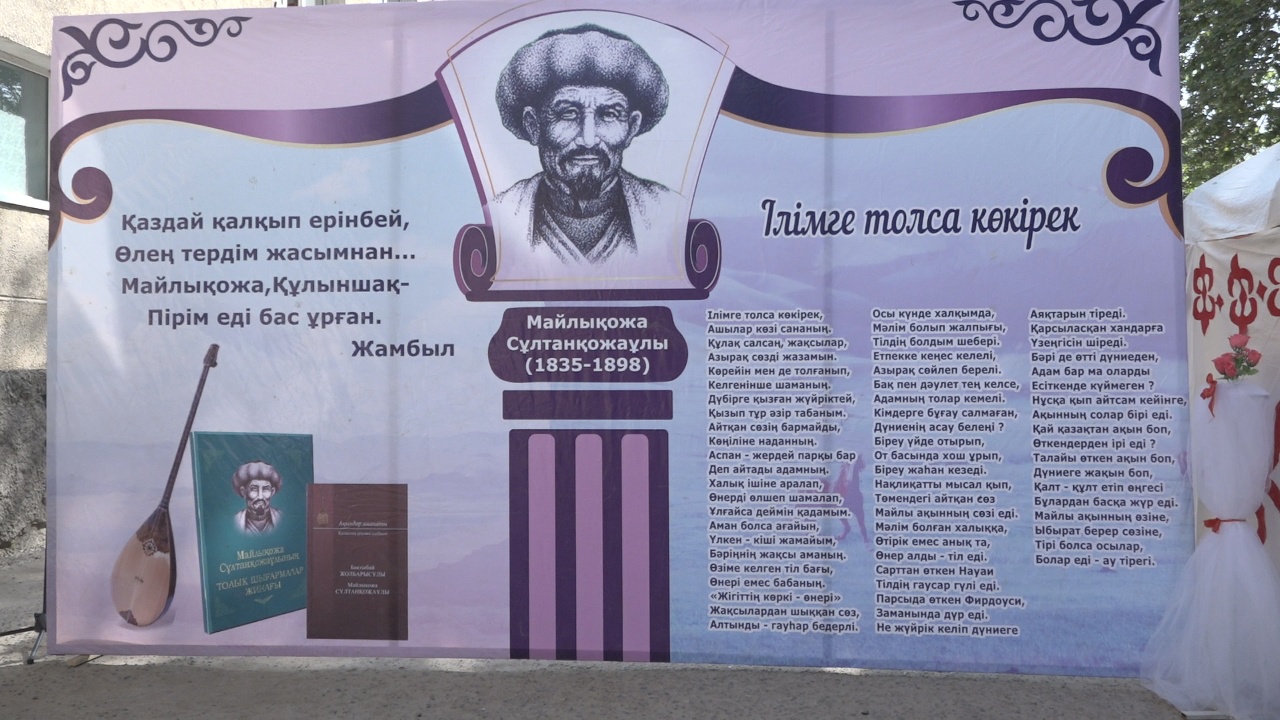 Қаздай қалқып ерінбей,
Өлең тердім жасымнан...
Майлықожа,Құлыншақ-
Пірім еді бас ұрған.
Жамбыл
Майлықожа
Сұлтанқожаұлы
(1835-1898)
Майлықожа
Сұлтанқожаұлының
ТОЛЫҚ ШЫҒАРМАЛАР
ЖИНАҒЫ
Бақтыбай
ЖОЛБАРЫСҰЛЫ
Майлықожа
СҰЛТАНҚОЖАҰЛЫ
Ілімге толса көкірек
Ілімге толса көкірек,
Ашылар көзі сананың.
Құлақ салсаң, жақсылар,
Азырақ сөзді жазамын.
Көрейін мен де толғанып,
Келгенінше шаманың.
Дүбірге қызған жүйріктей,
Қызып тұр әзір табаным.
Айтқан сөзің бармайды,
Көңіліне наданның.
Аспан - жердей парқы бар
Деп айтады адамның.
Халық ішіне аралап,
Өнерді өлшеп шамалап,
Ұлғайса деймін қадамым.
Аман болса ағайын,
Үлкен - кіші жамайым,
Бәріңнің жақсы аманың.
Өзіме келген тіл бағы,
Өнері емес бабаның.
«Жігіттің көркі - өнері»
Жақсылардан шыққан сөз,
Алтынды - гауһар бедерлі.
Осы күнде халқымда,
Мәлім болып жалпығы,
Тілдің болдым шебері.
Етпекке кеңес келелі,
Азырақ сөйлеп берелі.
Бақ пен дәулет тең келсе,
Адамның толар кемелі.
Кімдерге бұғау салмаған,
Дүниенің асау белеңі ?
Біреу үйде отырып,
От басында хош ұрып,
Біреу жаһан кезеді.
Нақлиқатты мысал қып,
Төмендегі айтқан сөз
Майлы ақынның сөзі еді.
Мәлім болған халыққа,
Өтірік емес анық та,
Өнер алды - тіл еді.
Сарттан өткен Науаи
Тілдің гаусар гүлі еді.
Парсыда өткен Фирдоуси,
Заманында дүр еді.
Не жүйрік келіп дүниеге
Аяқтарын тіреді.
Қарсыласқан хандарға
Үзеңгісін шіреді.
Бәрі де өтті дүниеден,
Адам бар ма оларды
Есіткенде күймеген ?
Нұсқа қып айтсам кейінге,
Ақынның солар бірі еді.
Қай қазақтан ақын боп,
Өткендерден ірі еді ?
Талайы өткен ақын боп,
Дүниеге жақын боп,
Қалт - құлт етіп өңгесі
Бұлардан басқа жүр еді.
Майлы ақынның өзіне,
Ыбырат берер сөзіне,
Тірі болса осылар,
Болар еді - ау тірегі.